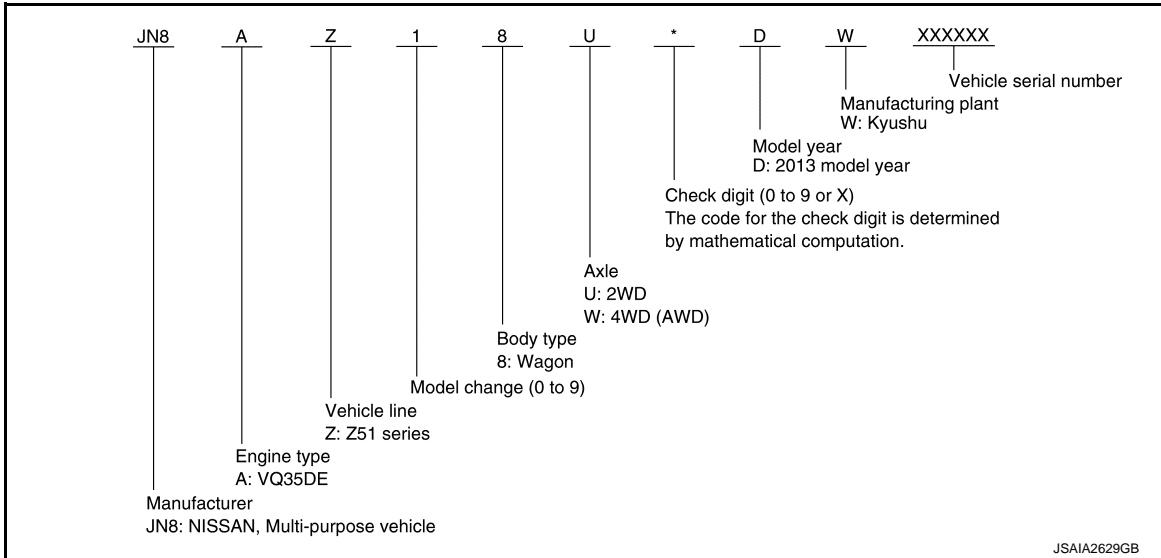 JN8 A Z 1 8 U * D W XXXXXX
Vehicle serial number
Manufacturing plant
W: Kyushu
Model year
D: 2013 model year
Check digit (0 to 9 or X)
The code for the check digit is determined
by mathematical computation.
Axle
U: 2WD
W: 4WD (AWD)
Body type
8: Wagon
Model change (0 to 9)
Vehicle line
Z: Z51 series
Engine type
A: VQ35DE
Manufacturer
JN8: NISSAN, Multi-purpose vehicle
JSAIA2629GB